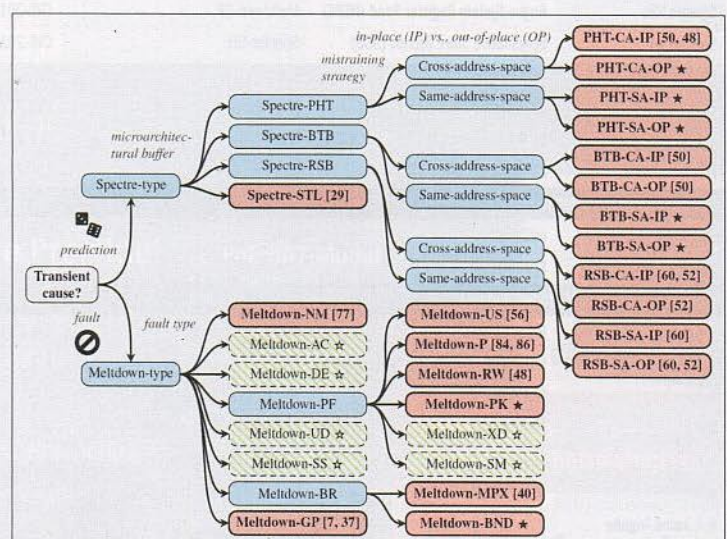 in-place (IP) vs., out-of-place (OP)
PHT-CA-IP [50, 48]
mistraining
strategy
Cross-address-space
PHT-CA-OP ★
Spectre-PHT
Same-address-space
PHT-SA-IP ★
microarchitec-
tural buffer
Spectre-BTB
PHT-SA-OP ★
Spectre-RSB
Cross-address-space
BTB-CA-IP [50]
Spectre-type
Spectre-STL [29]
Same-address-space
BTB-CA-OP [50]
BTB-SA-IP ★
prediction
Cross-address-space
BTB-SA-OP ★
Transient
cause?
Same-address-space
RSB-CA-IP [60, 52]
fault
fault type
Meltdown-NM [77]
Meltdown-US [56]
RSB-CA-OP [52]
Meltdown-AC ☆
Meltdown-P [84, 86]
RSB-SA-IP [60]
Meltdown-type
Meltdown-DE ☆
Meltdown-RW [48]
RSB-SA-OP [60, 52]
Meltdown-PF
Meltdown-PK ★
Meltdown-UD ☆
Meltdown-XD ☆
Meltdown-SS ☆
Meltdown-SM ☆
Meltdown-BR
Meltdown-MPX [40]
Meltdown-GP [7, 37]
Meltdown-BND ★